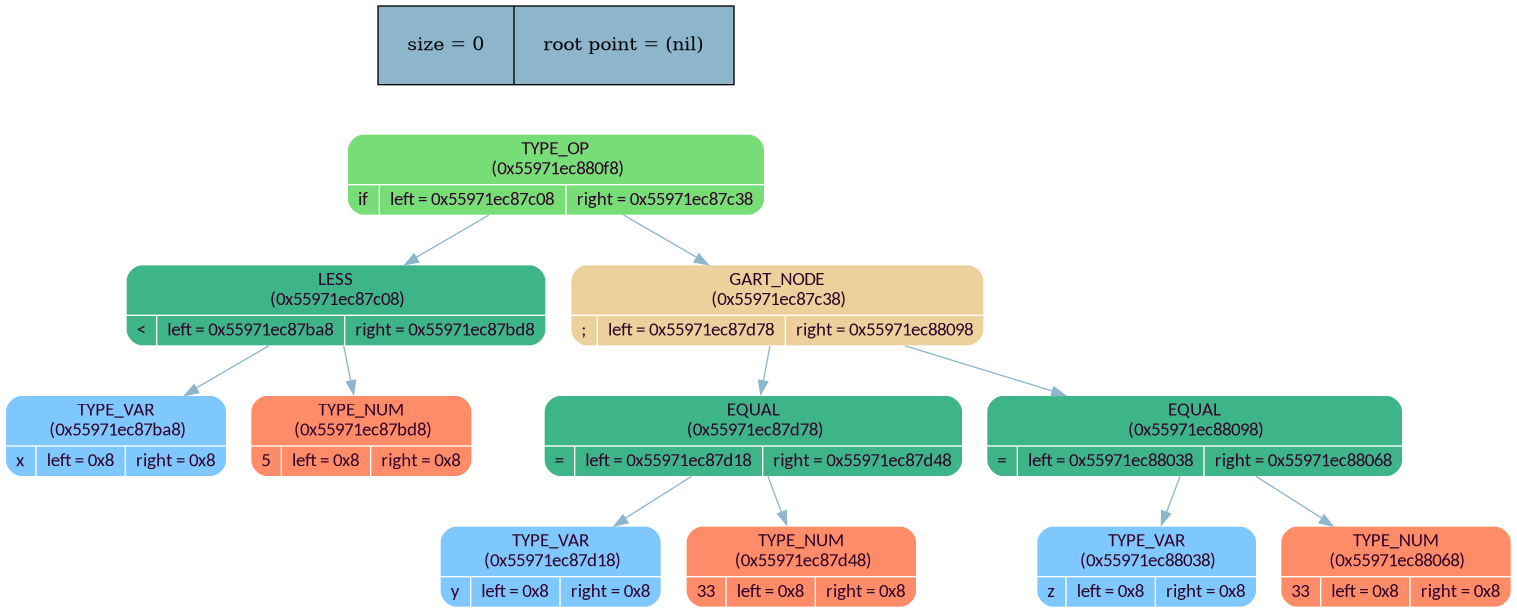 size = 0 root point = (nil)
TYPE_OP
(0x55971ec880f8)
if left = 0x55971ec87c08 right = 0x55971ec87c38
LESS
(0x55971ec87c08)
< left = 0x55971ec87ba8 right = 0x55971ec87bd8
GART_NODE
(0x55971ec87c38)
; left = 0x55971ec87d78 right = 0x55971ec88098
TYPE_VAR
(0x55971ec87ba8)
x left = 0x8 right = 0x8
TYPE_NUM
(0x55971ec87bd8)
5 left = 0x8 right = 0x8
EQUAL
(0x55971ec87d78)
= left = 0x55971ec87d18 right = 0x55971ec87d48
EQUAL
(0x55971ec88098)
= left = 0x55971ec88038 right = 0x55971ec88068
TYPE_VAR
(0x55971ec87d18)
y left = 0x8 right = 0x8
TYPE_NUM
(0x55971ec87d48)
33 left = 0x8 right = 0x8
TYPE_VAR
(0x55971ec88038)
z left = 0x8 right = 0x8
TYPE_NUM
(0x55971ec88068)
33 left = 0x8 right = 0x8